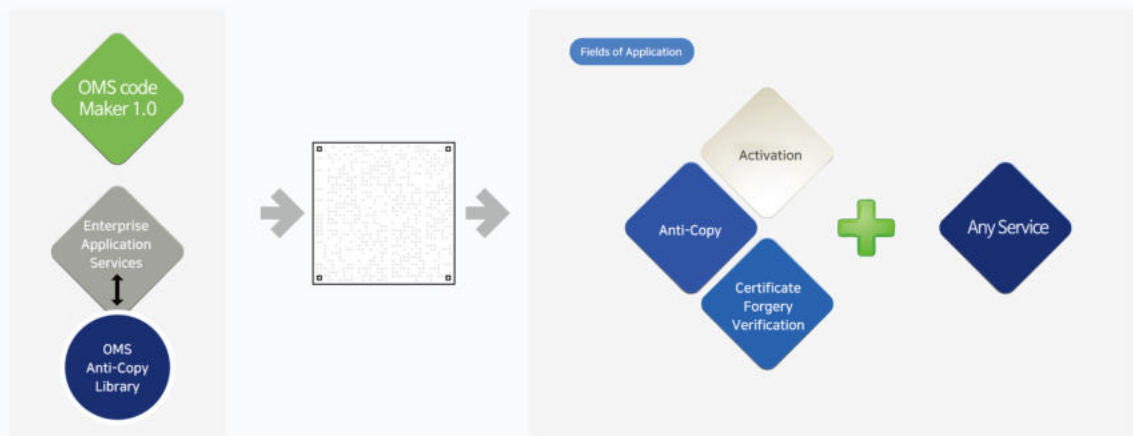 OMS code
Maker 1.0
Enterprise
Application
Services
OMS
Anti-Copy
Library
Fields of Application
Activation
Anti-Copy
Certificate
Forgery
Verification
Any Service